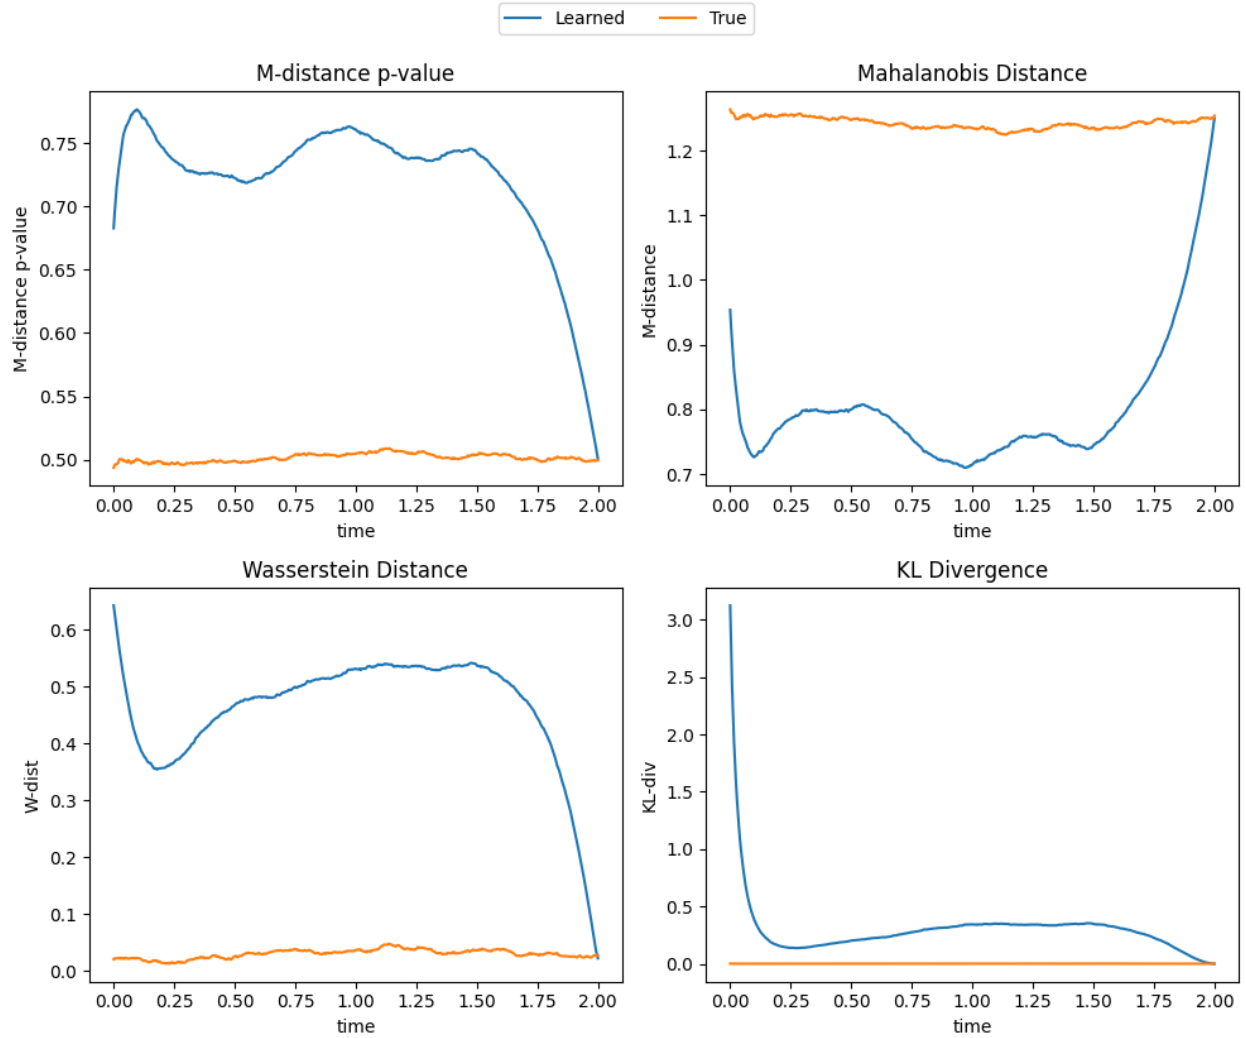 Learned True
M-distance p-value
M-distance p-value
0.75
0.70
0.65
0.60
0.55
0.50
0.00 0.25 0.50 0.75 1.00 1.25 1.50 1.75 2.00
time
Mahalanobis Distance
M-distance
1.2
1.1
1.0
0.9
0.8
0.7
0.00 0.25 0.50 0.75 1.00 1.25 1.50 1.75 2.00
time
Wasserstein Distance
W-dist
0.6
0.5
0.4
0.3
0.2
0.1
0.0
0.00 0.25 0.50 0.75 1.00 1.25 1.50 1.75 2.00
time
KL Divergence
KL-div
3.0
2.5
2.0
1.5
1.0
0.5
0.0
0.00 0.25 0.50 0.75 1.00 1.25 1.50 1.75 2.00
time